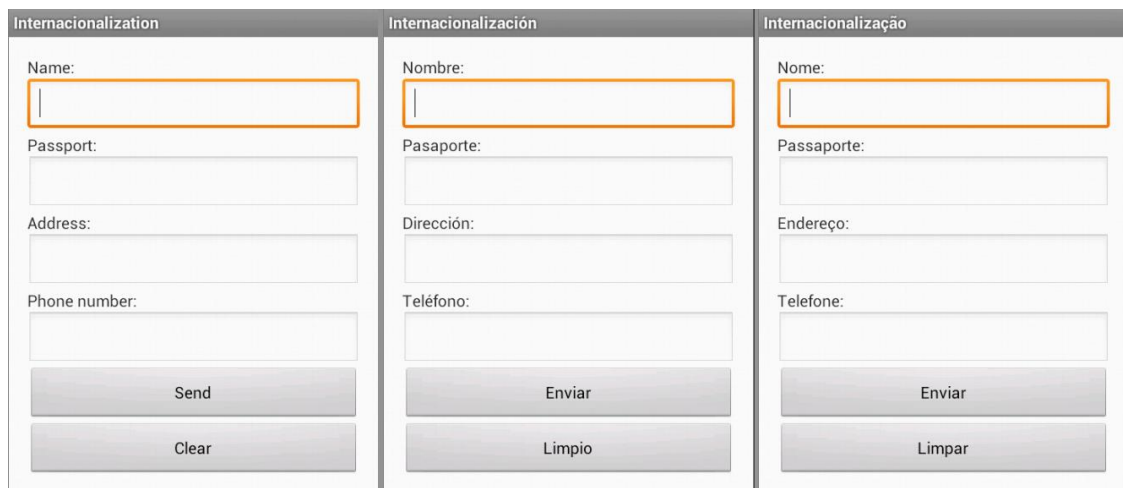 Internacionalization
Name:
Passport:
Address:
Phone number:
Send
Clear
Internacionalización
Nombre:
Pasaporte:
Dirección:
Teléfono:
Enviar
Limpio
Internacionalização
Nome:
Passaporte:
Endereço:
Telefone:
Enviar
Limpar